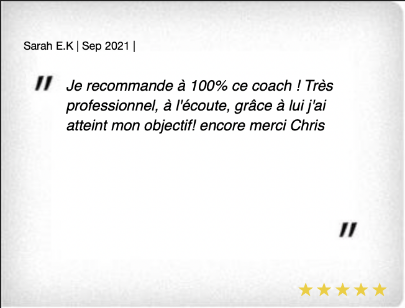 Sarah E.K | Sep 2021 |
" Je recommande à 100% ce coach ! Très
professionnel, à l'écoute, grâce à lui j'ai
atteint mon objectif! encore merci Chris
"